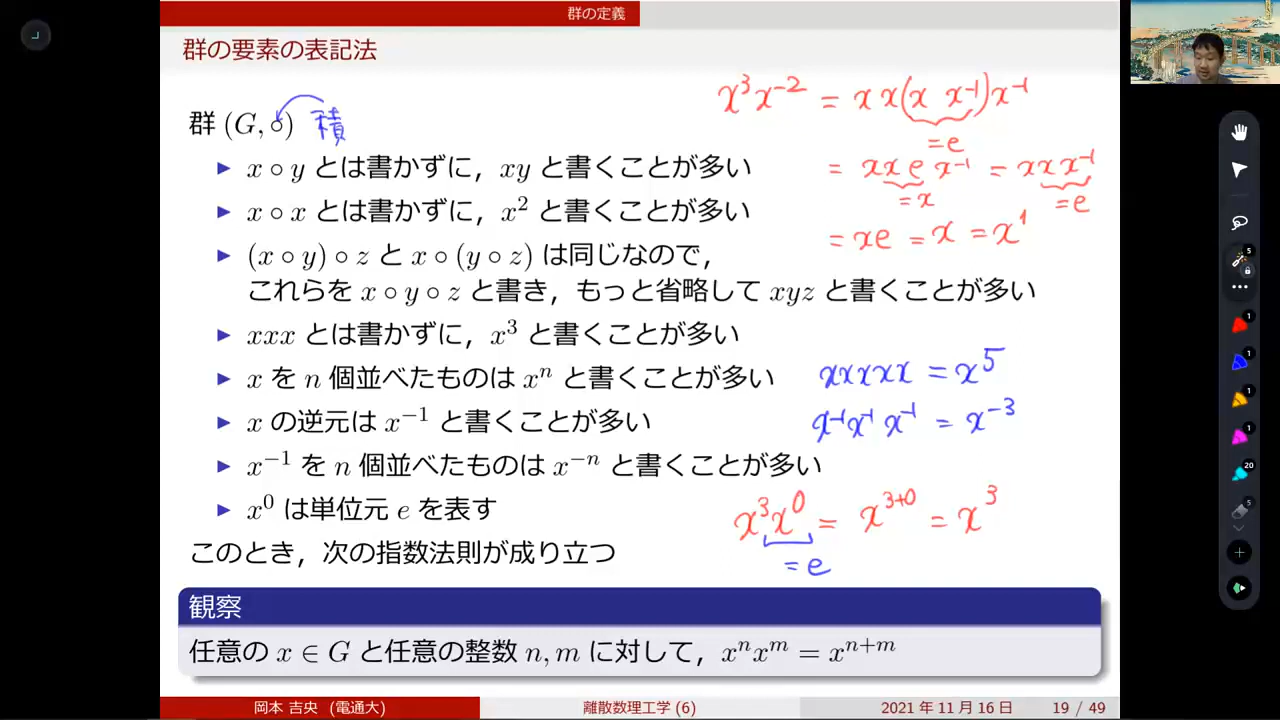 群の定義
群の要素の表記法
群 (G, ∘) 積
▶ x ∘ y とは書かずに，xy と書くことが多い
▶ x ∘ x とは書かずに，x² と書くことが多い
▶ (x ∘ y) ∘ z と x ∘ (y ∘ z) は同じなので，
これらを x ∘ y ∘ z と書き，もっと省略して xyz と書くことが多い
▶ xxx とは書かずに，x³ と書くことが多い
▶ x を n 個並べたものは xⁿ と書くことが多い
▶ x の逆元は x⁻¹ と書くことが多い
▶ x⁻¹ を n 個並べたものは x⁻ⁿ と書くことが多い
▶ x⁰ は単位元 e を表す
このとき，次の指数法則が成り立つ
x³x⁻² = xx(x x⁻¹)x⁻¹
= e
= xxex⁻¹ = xxx⁻¹
= x = e
= xe = x = x¹
xxxxx = x⁵
x⁻¹x⁻¹x⁻¹ = x⁻³
x³x⁰ = x³⁺⁰ = x³
= e
観察
任意の x ∈ G と任意の整数 n, m に対して，xⁿxᵐ = xⁿ⁺ᵐ
岡本 吉央 （電通大） 離散数理工学 (6) 2021 年 11 月 16 日 19 / 49
5
1
1
1
1
20
5